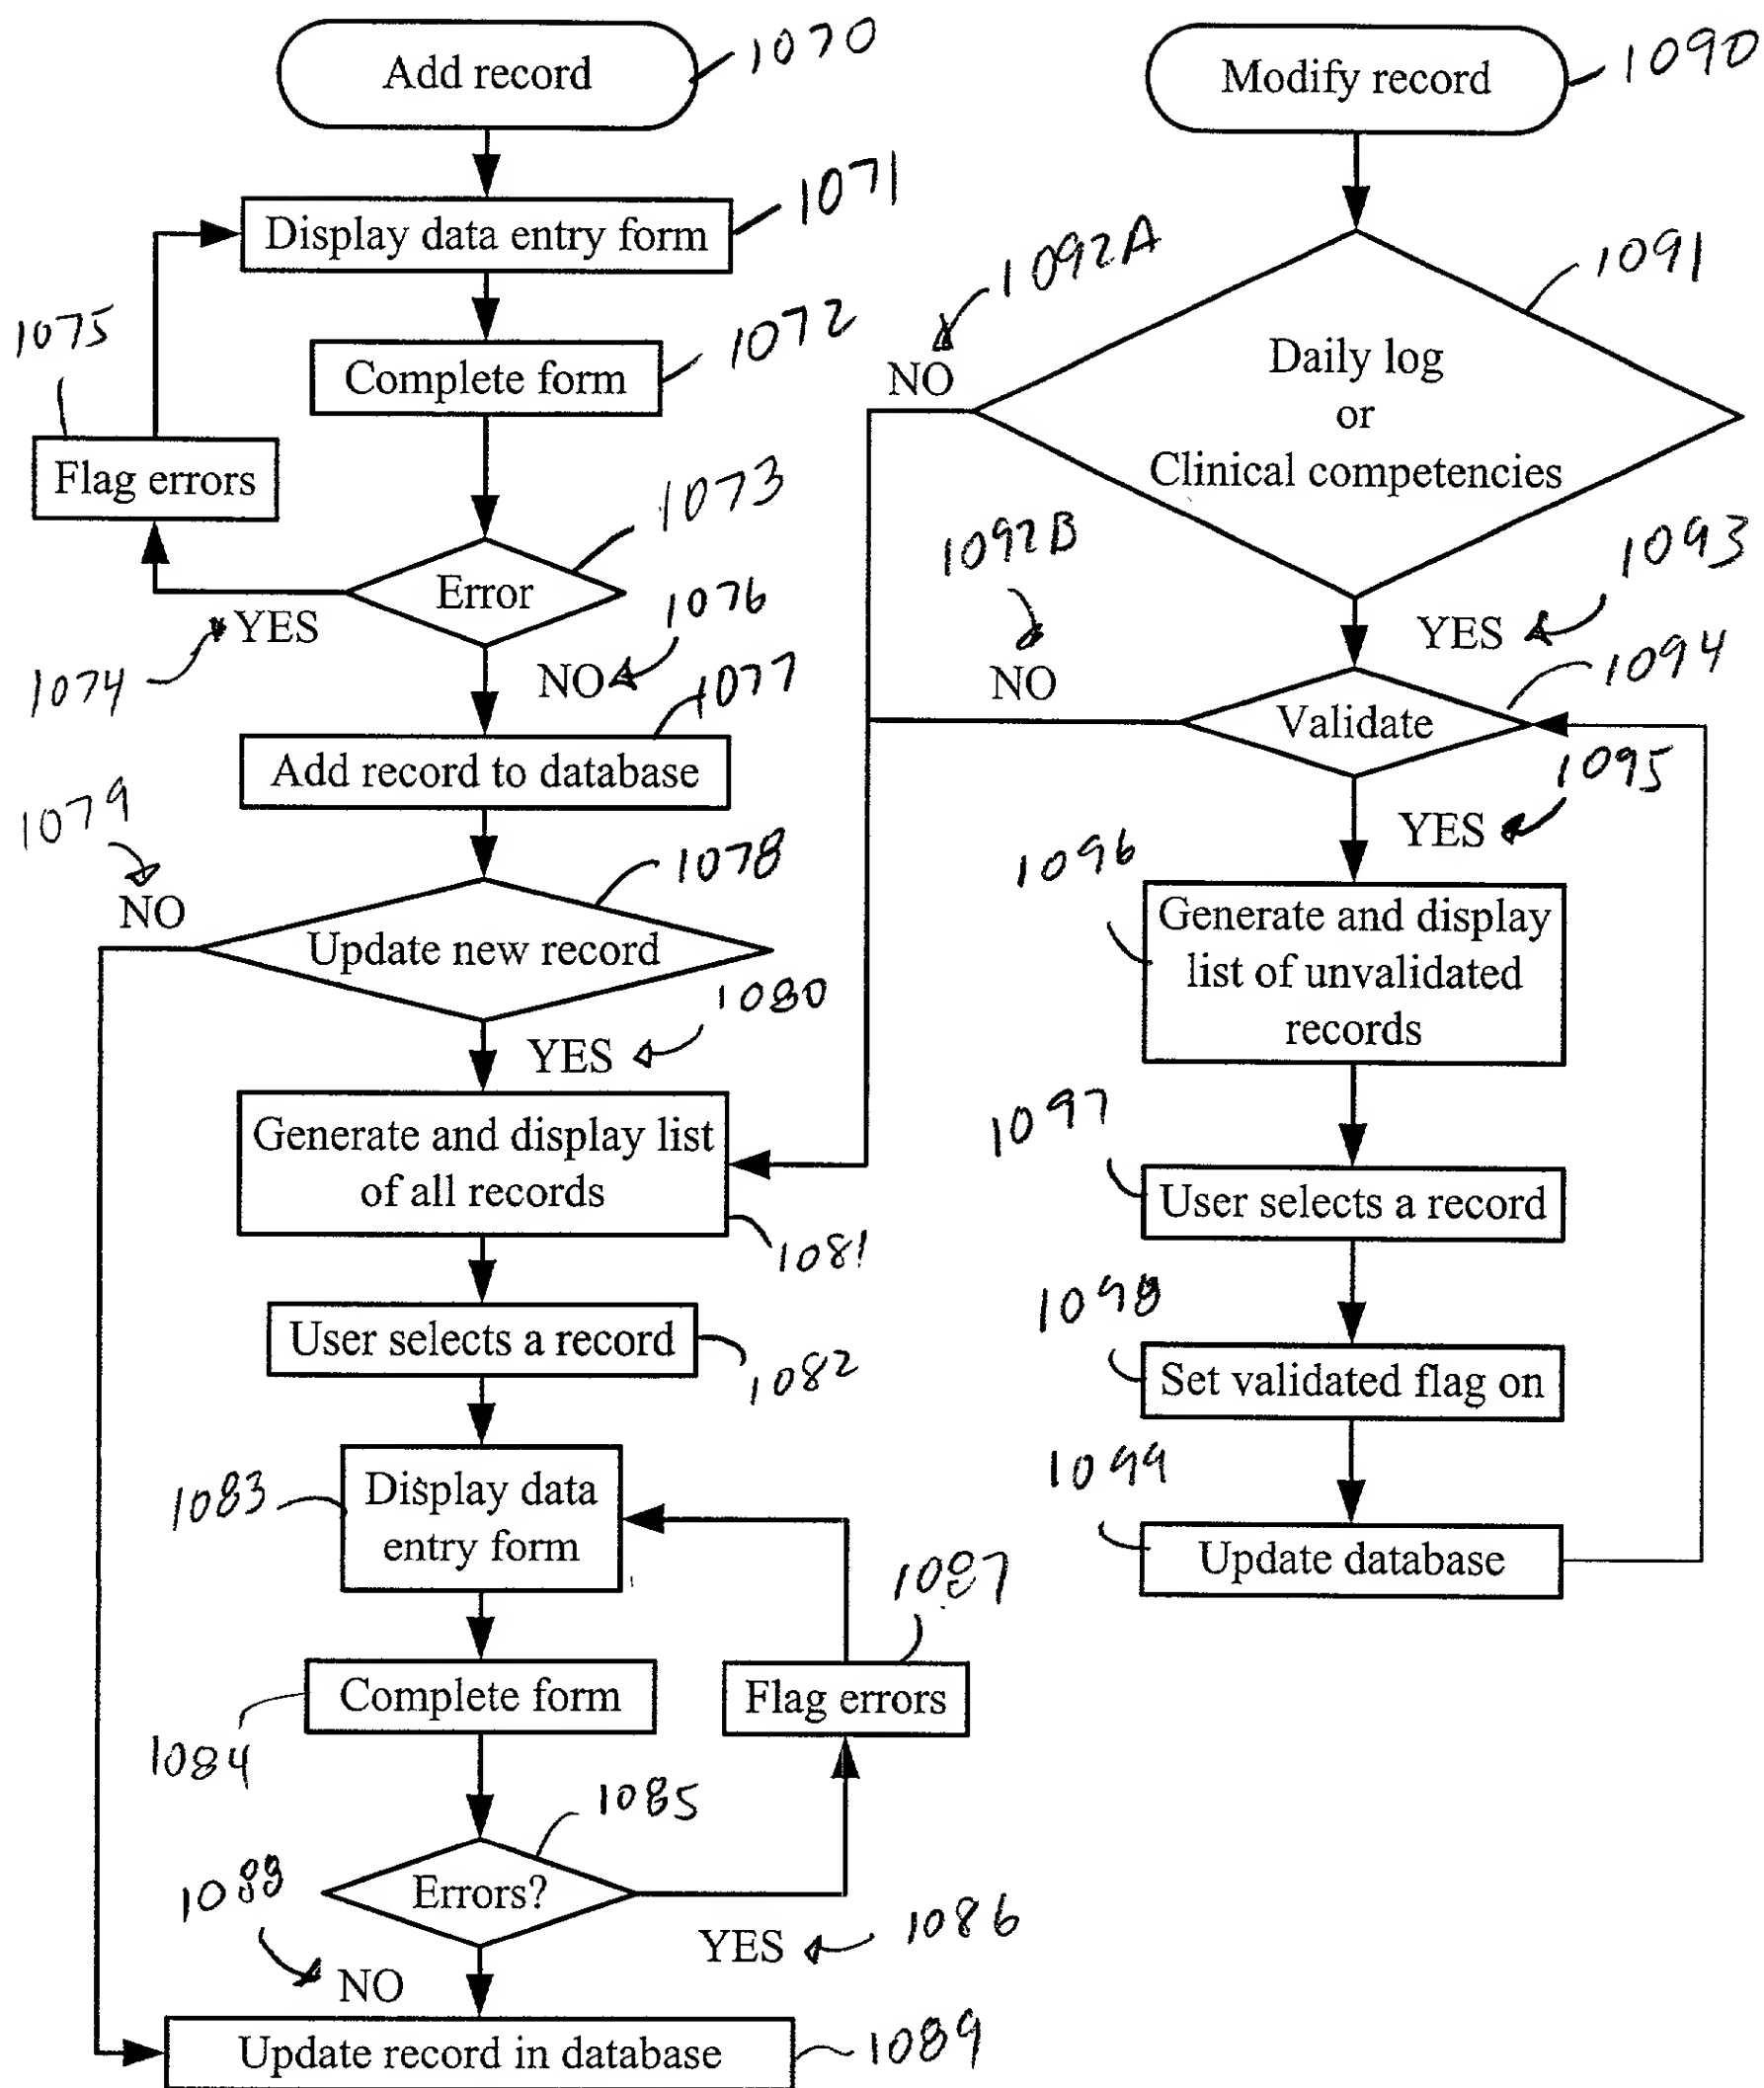 Add record
1070
Display data entry form
1071
1075
Complete form
1072
Flag errors
1073
Error
YES
1074
1076
NO
1077
Add record to database
1079
NO
1078
Update new record
1080
YES
Generate and display list
of all records
1081
User selects a record
1082
1083
Display data
entry form
1087
Complete form
1084
Flag errors
1085
Errors?
1088
YES
1086
NO
Update record in database
1089
Modify record
1090
1092A
NO
1091
Daily log
or
Clinical competencies
1092B
NO
1093
YES
1094
Validate
1095
YES
1096
Generate and display
list of unvalidated
records
1097
User selects a record
1098
Set validated flag on
1099
Update database